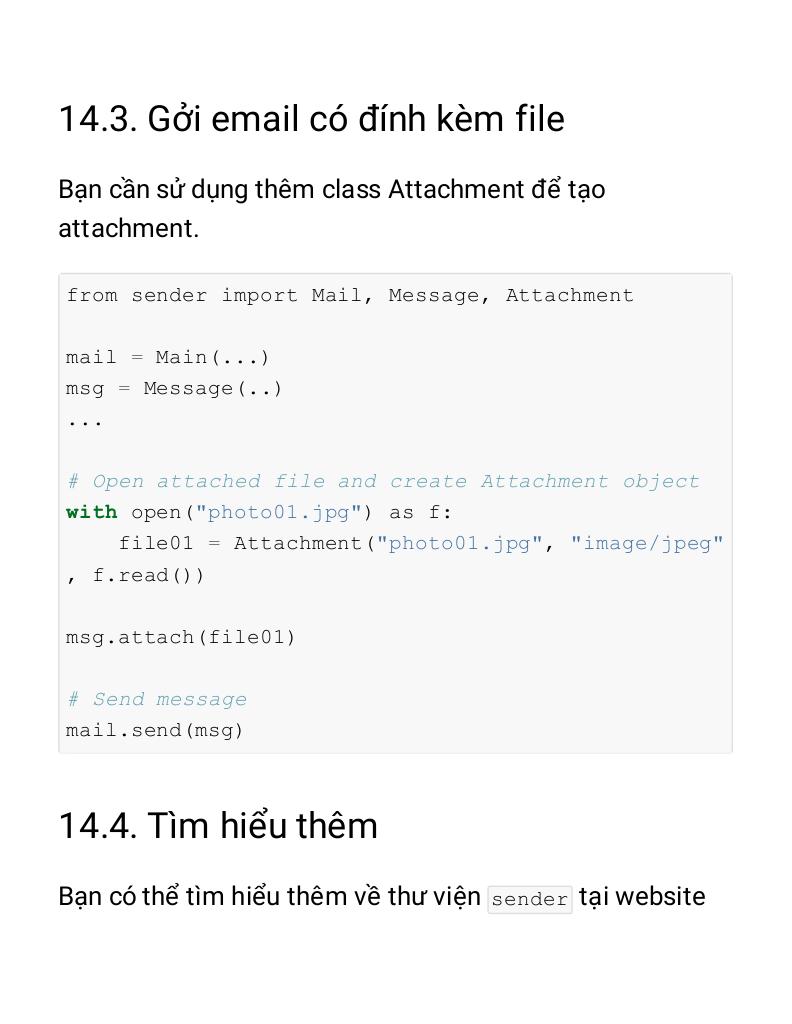 14.3. Gởi email có đính kèm file
Bạn cần sử dụng thêm class Attachment để tạo
attachment.
from sender import Mail, Message, Attachment
mail = Main(...)
msg = Message(..)
...
# Open attached file and create Attachment object
with open("photo01.jpg") as f:
    file01 = Attachment("photo01.jpg", "image/jpeg"
, f.read())
msg.attach(file01)
# Send message
mail.send(msg)
14.4. Tìm hiểu thêm
Bạn có thể tìm hiểu thêm về thư viện sender tại website